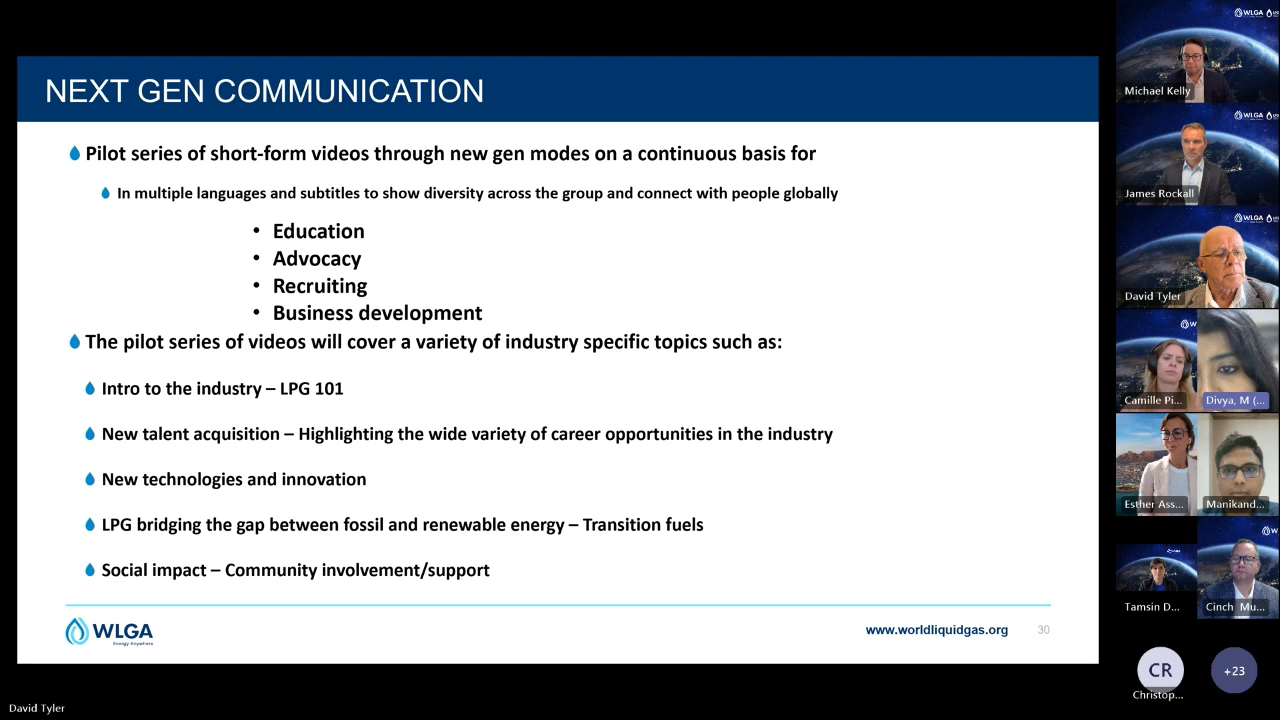 NEXT GEN COMMUNICATION
Pilot series of short-form videos through new gen modes on a continuous basis for
In multiple languages and subtitles to show diversity across the group and connect with people globally
• Education
• Advocacy
• Recruiting
• Business development
The pilot series of videos will cover a variety of industry specific topics such as:
Intro to the industry – LPG 101
New talent acquisition – Highlighting the wide variety of career opportunities in the industry
New technologies and innovation
LPG bridging the gap between fossil and renewable energy – Transition fuels
Social impact – Community involvement/support
WLGA
Energy Anywhere
www.worldliquidgas.org
30
David Tyler
WLGA
Michael Kelly
WLGA
James Rockall
WLGA
David Tyler
Camille Pi...
Divya, M (...
Esther Ass...
Manikand...
Tamsin D...
Cinch Mu...
CR
Christop...
+23